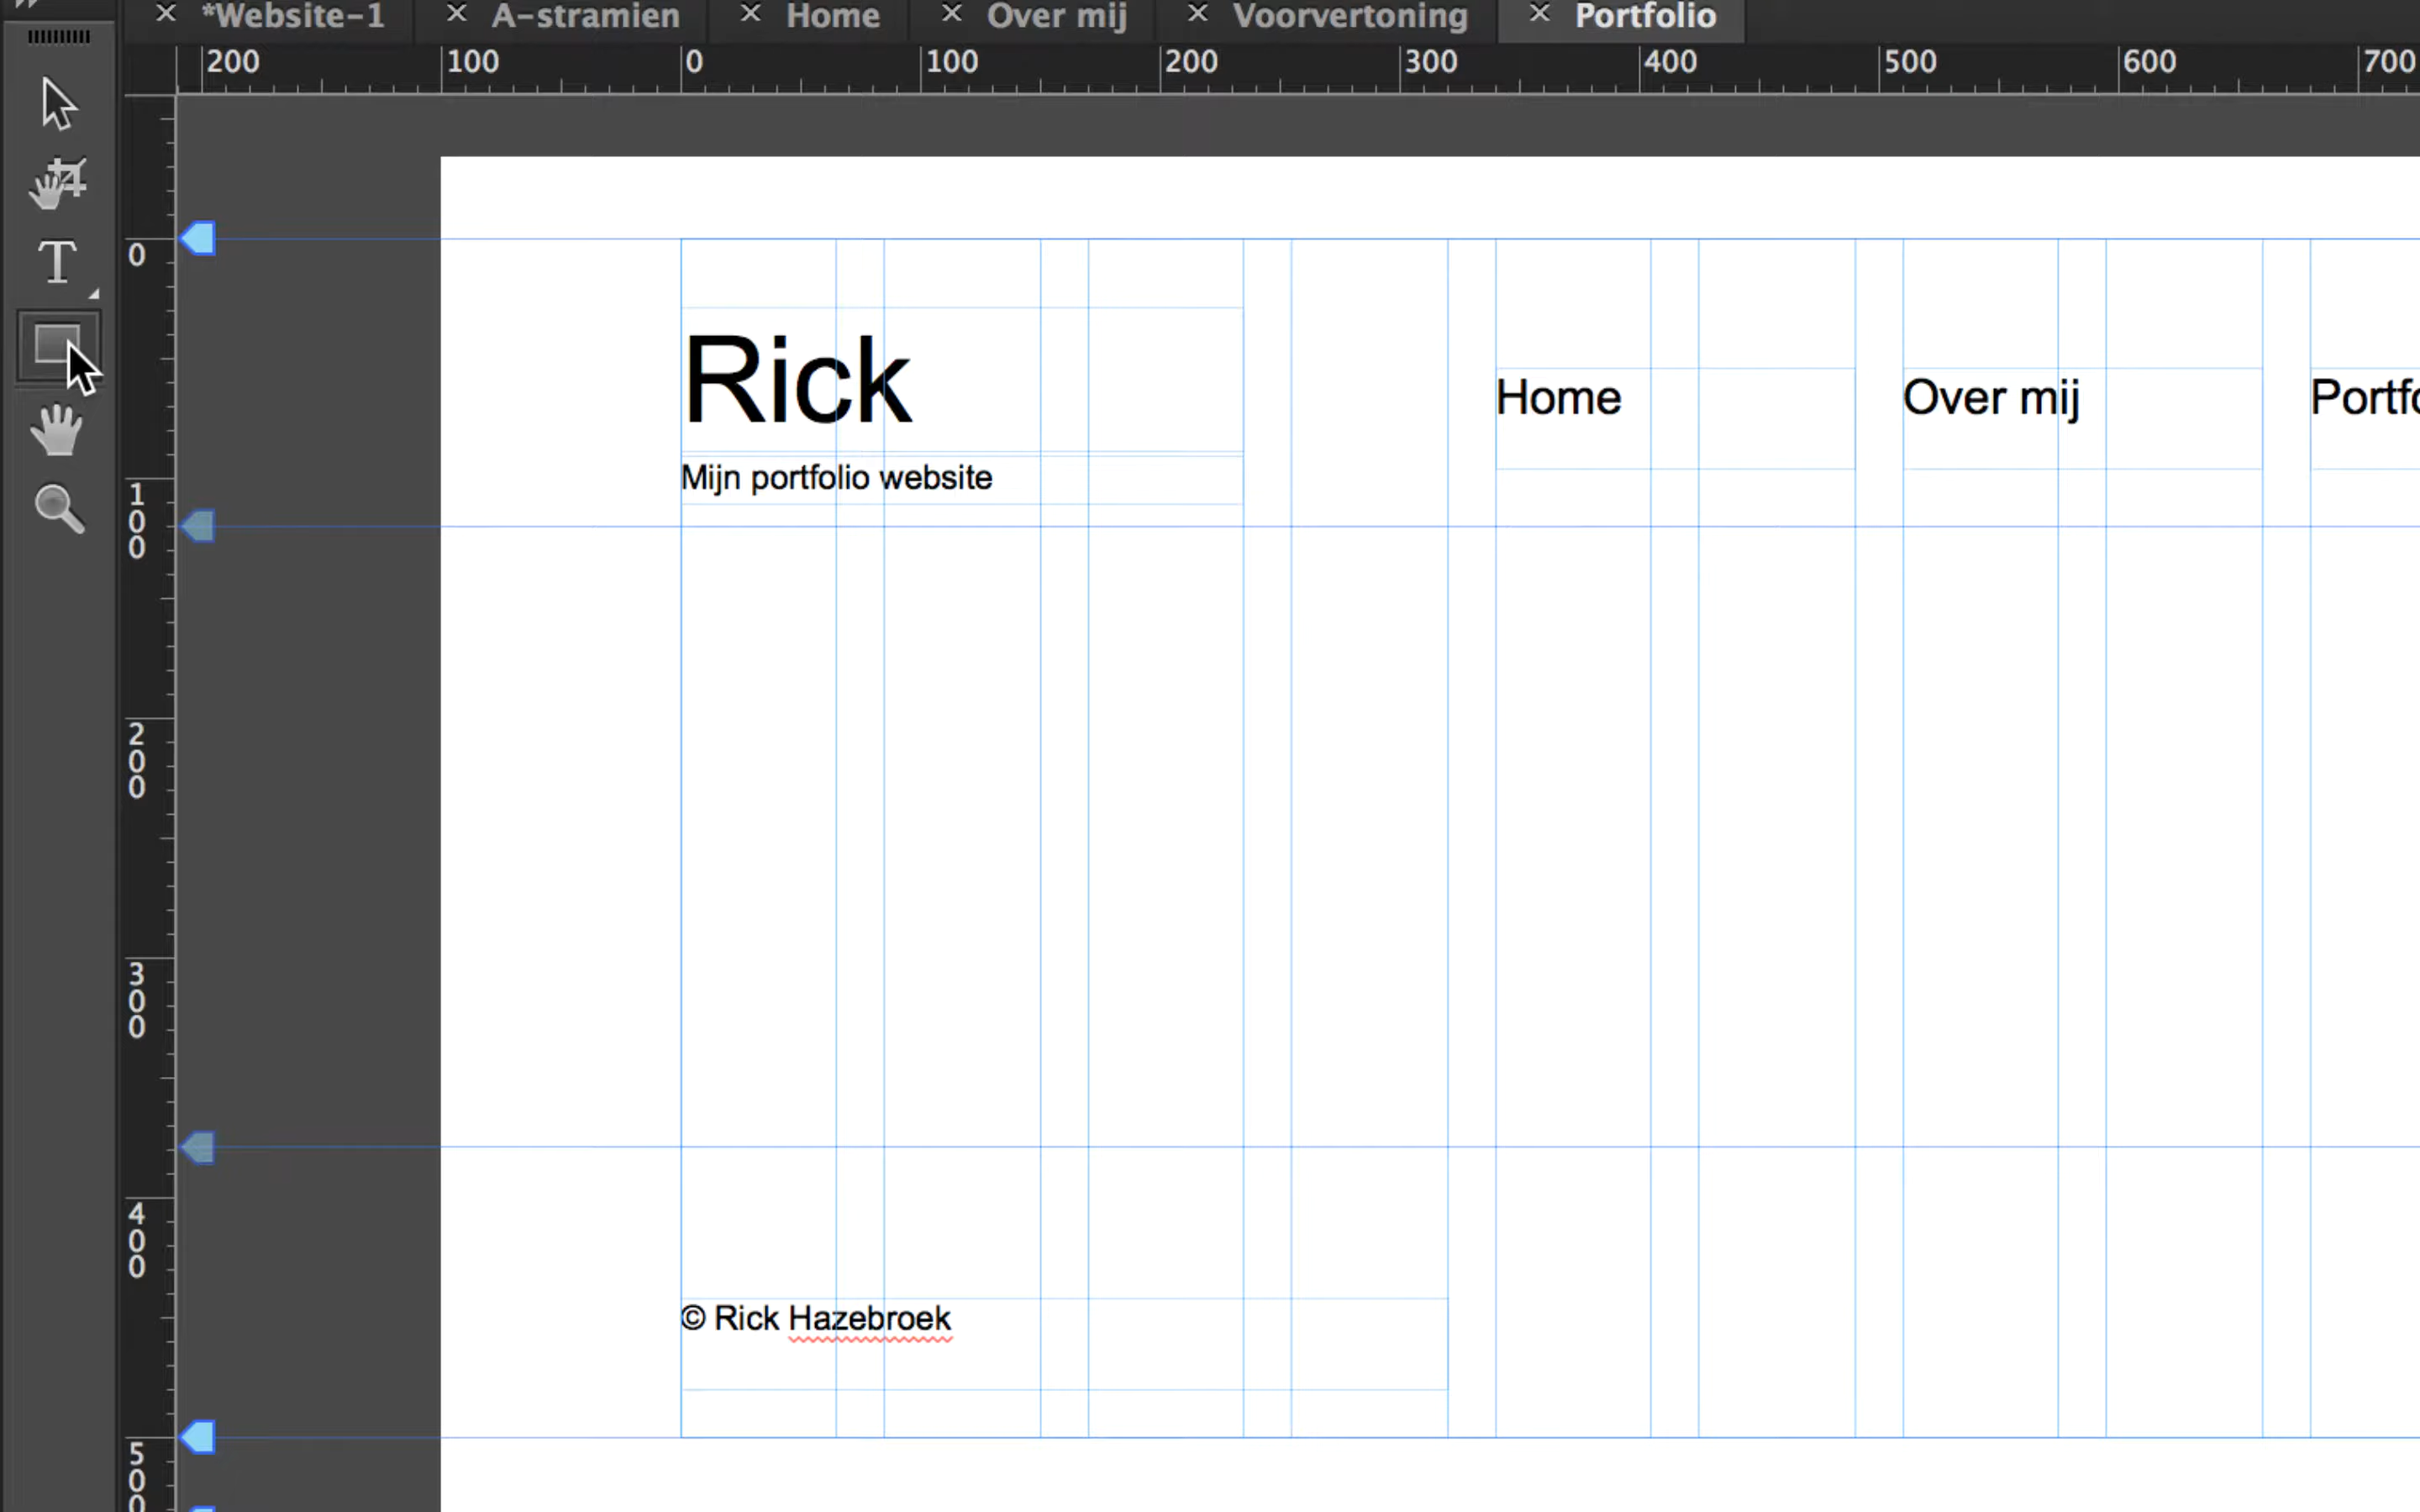 *Website-1
A-stramien
Home
Over mij
Voorvertoning
Portfolio
200
100
0
100
200
300
400
500
600
700
0
100
200
300
400
Rick
Mijn portfolio website
Home
Over mij
© Rick Hazebroek